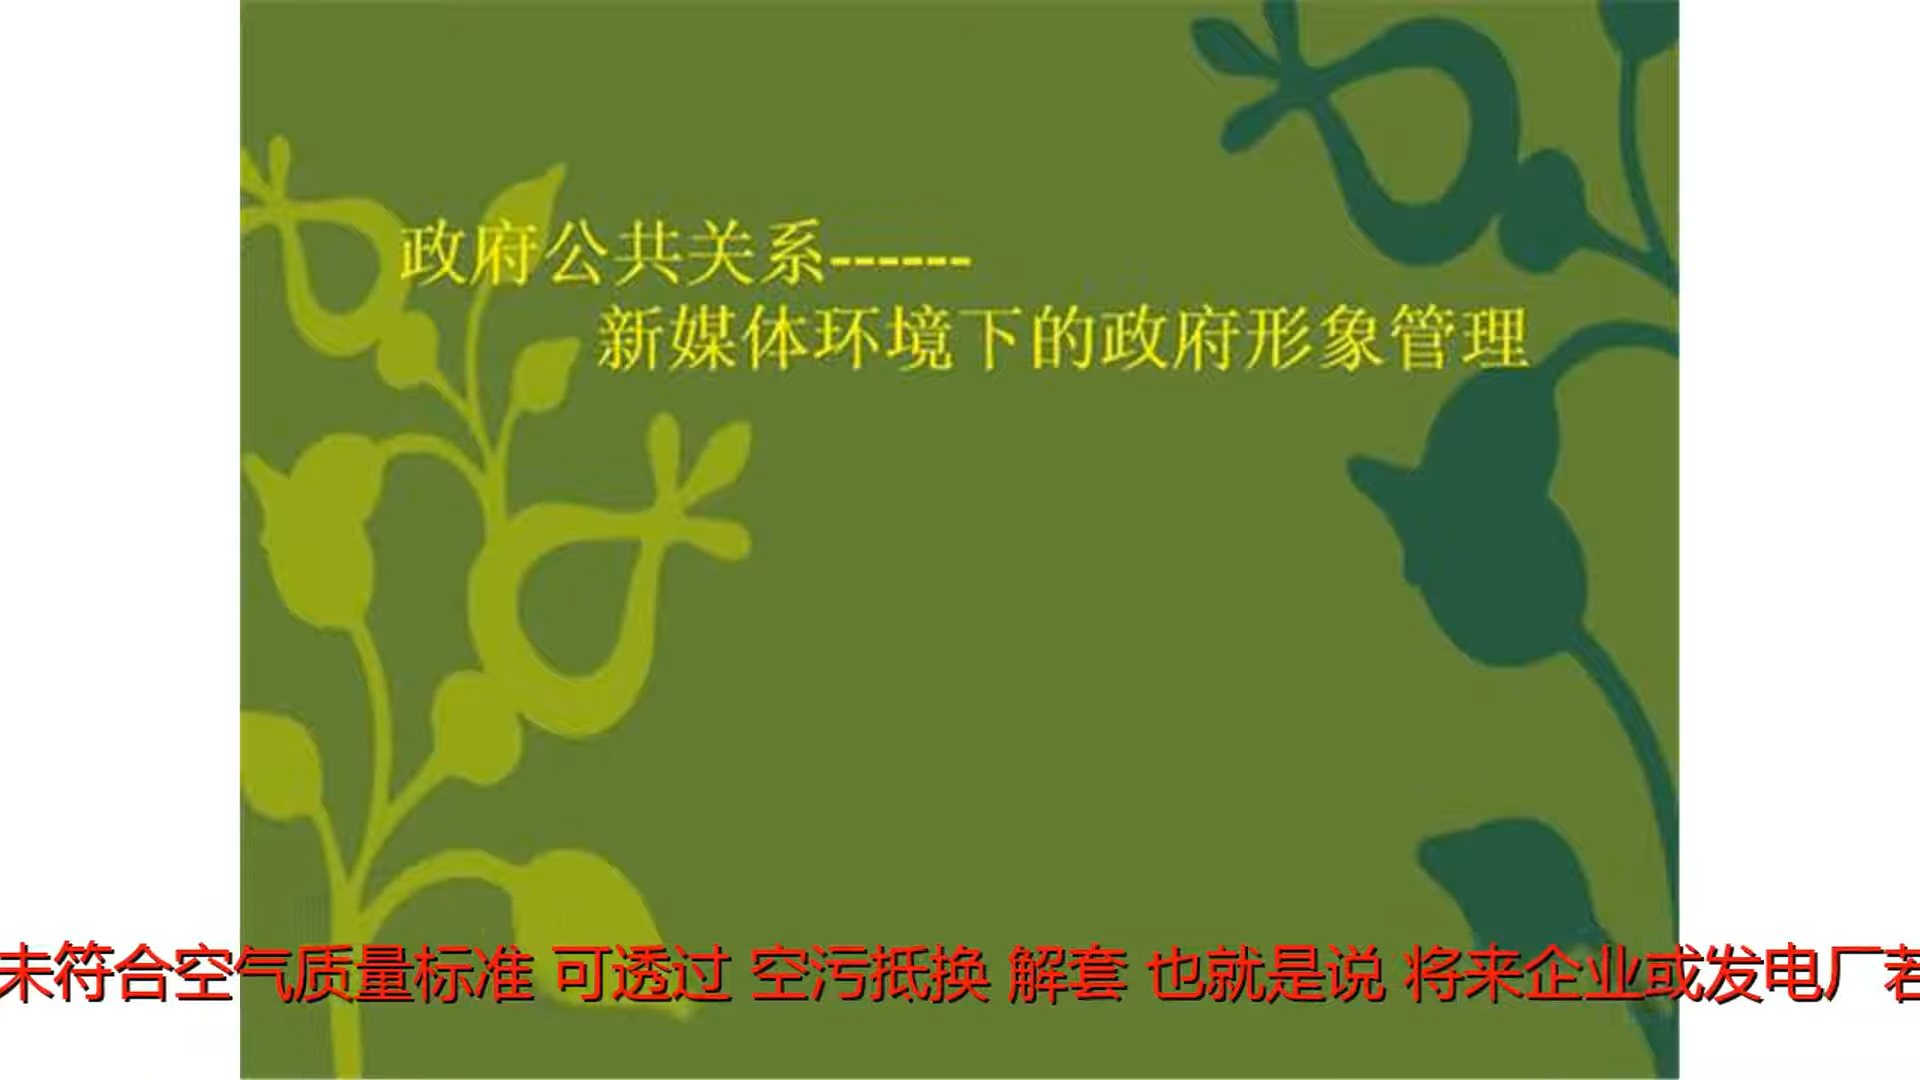 政府公共关系------
新媒体环境下的政府形象管理
未符合空气质量标准 可透过 空污抵换 解套 也就是说 将来企业或发电厂若